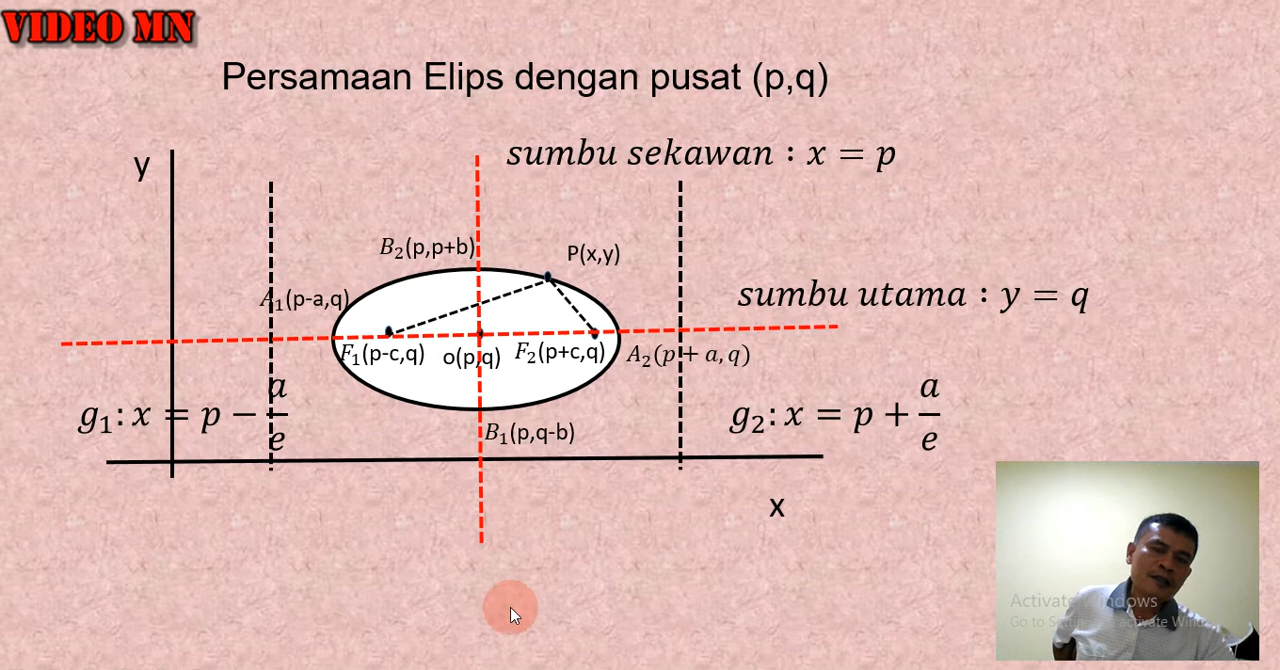 VIDEO MN
Persamaan Elips dengan pusat (p,q)
y
sumbu sekawan : x = p
B₂(p,p+b)
P(x,y)
A₁(p-a,q)
sumbu utama : y = q
F₁(p-c,q)
o(p,q)
F₂(p+c,q)
A₂(p + a, q)
g₁: x = p − a/e
g₂: x = p + a/e
B₁(p,q-b)
x
Activate Windows
Go to Settings to activate Wind